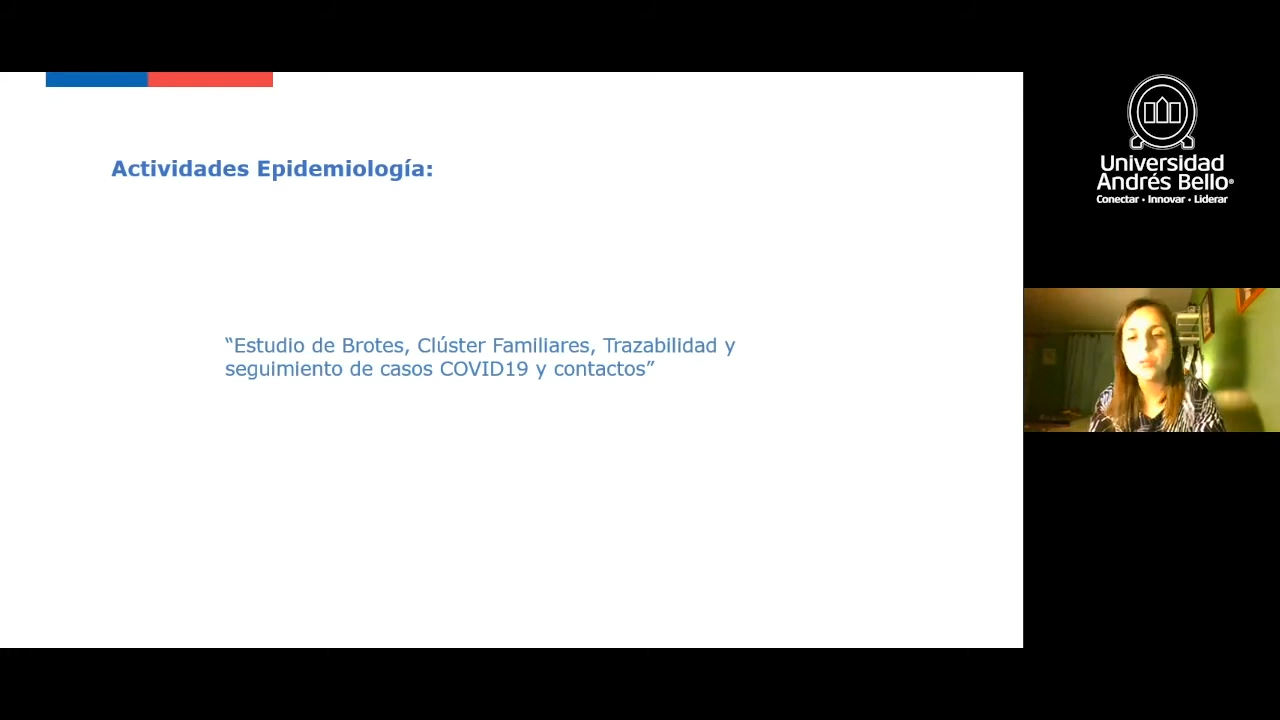 Actividades Epidemiología:
“Estudio de Brotes, Clúster Familiares, Trazabilidad y
seguimiento de casos COVID19 y contactos”
Universidad
Andrés Bello®
Conectar • Innovar • Liderar